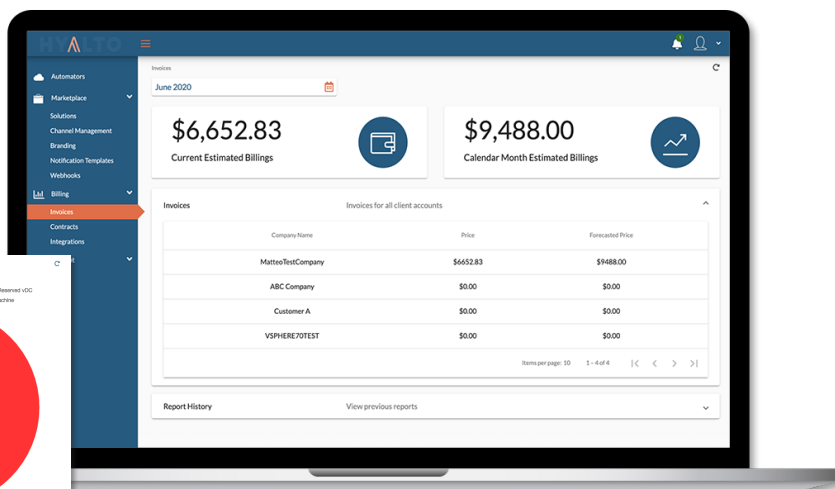 HYALTO
1
Automators
Marketplace
Solutions
Channel Management
Branding
Notification Templates
Webhooks
Billing
Invoices
Contracts
Integrations
Invoices
June 2020
$6,652.83
Current Estimated Billings
$9,488.00
Calendar Month Estimated Billings
Invoices Invoices for all client accounts
Company Name Price Forecasted Price
MatteoTestCompany $6652.83 $9488.00
ABC Company $0.00 $0.00
Customer A $0.00 $0.00
VSPHERE70TEST $0.00 $0.00
Items per page: 10 1 - 4 of 4
Report History View previous reports
Reserved vDC